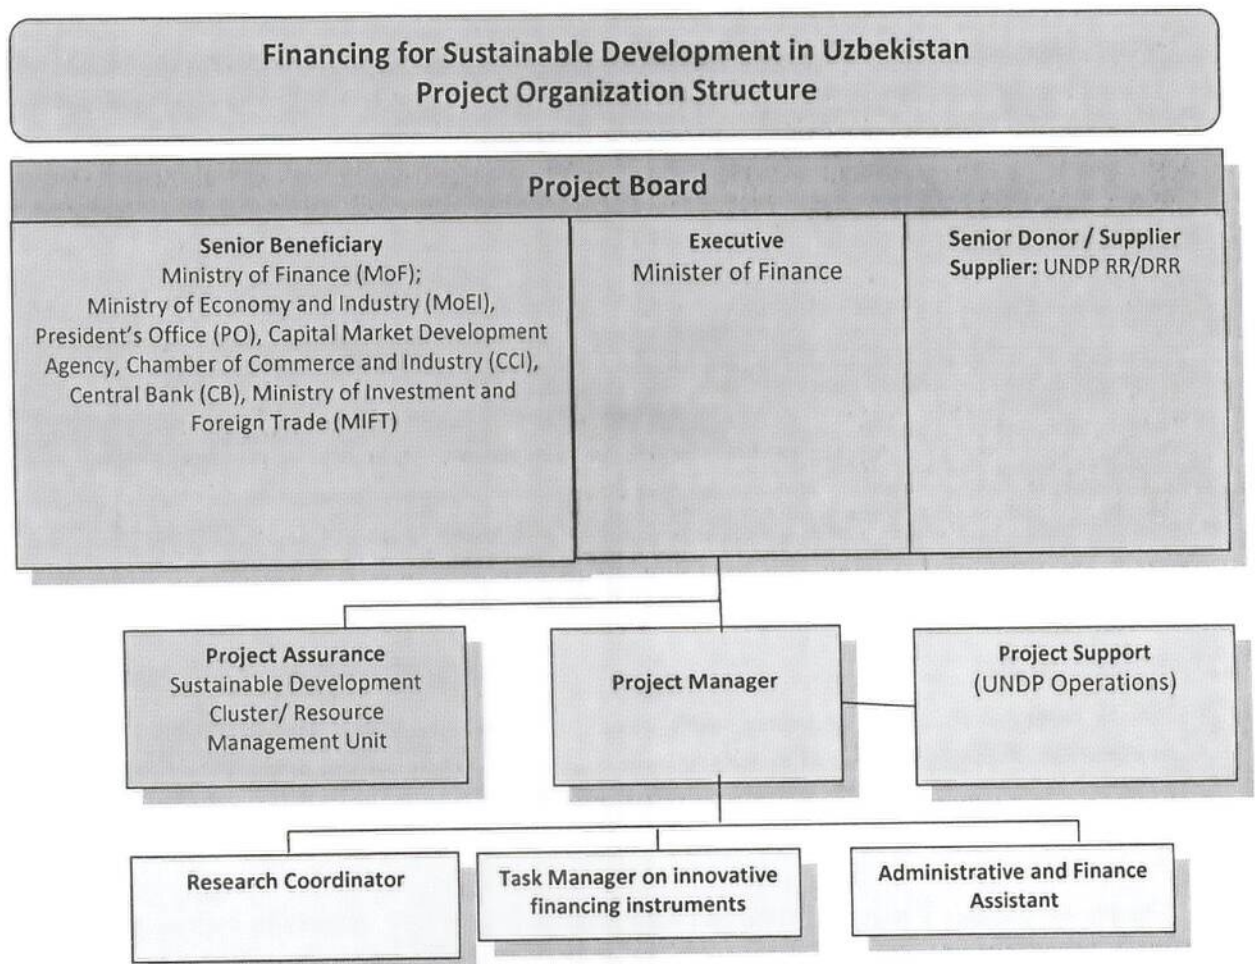 Financing for Sustainable Development in Uzbekistan
Project Organization Structure
Project Board
Senior Beneficiary
Ministry of Finance (MoF);
Ministry of Economy and Industry (MoEI),
President's Office (PO), Capital Market Development
Agency, Chamber of Commerce and Industry (CCI),
Central Bank (CB), Ministry of Investment and
Foreign Trade (MIFT)
Executive
Minister of Finance
Senior Donor / Supplier
Supplier: UNDP RR/DRR
Project Assurance
Sustainable Development
Cluster/ Resource
Management Unit
Project Manager
Project Support
(UNDP Operations)
Research Coordinator
Task Manager on innovative
financing instruments
Administrative and Finance
Assistant